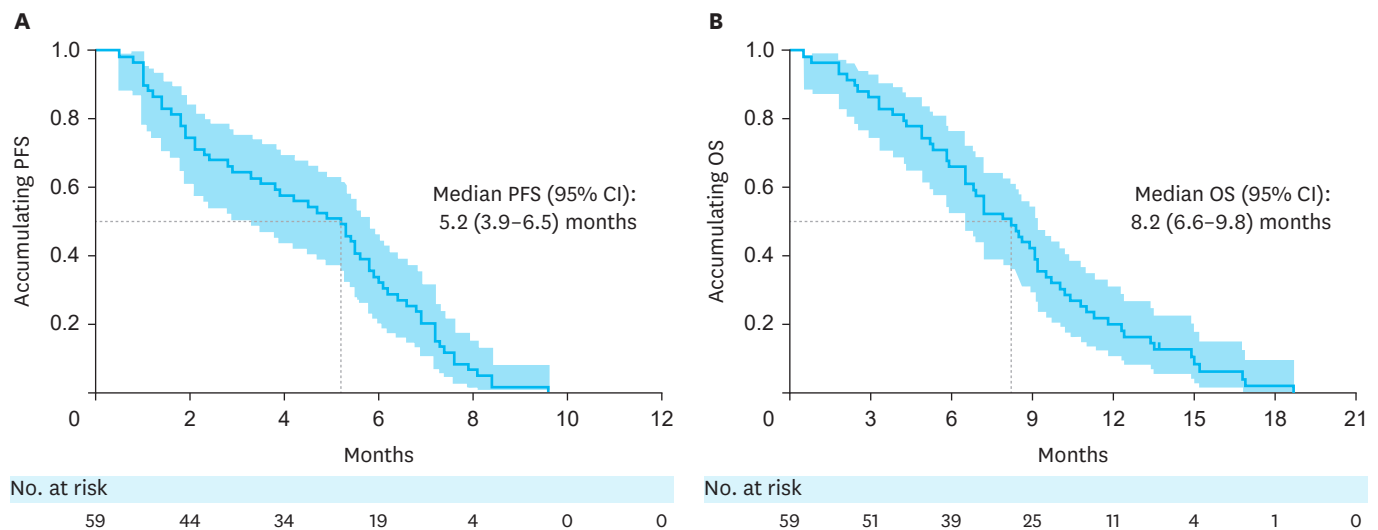 A
Accumulating PFS
1.0
0.8
0.6
0.4
0.2
0 2 4 6 8 10 12
Months
Median PFS (95% CI):
5.2 (3.9–6.5) months
No. at risk
59 44 34 19 4 0 0
B
Accumulating OS
1.0
0.8
0.6
0.4
0.2
0 3 6 9 12 15 18 21
Months
Median OS (95% CI):
8.2 (6.6–9.8) months
No. at risk
59 51 39 25 11 4 1 0